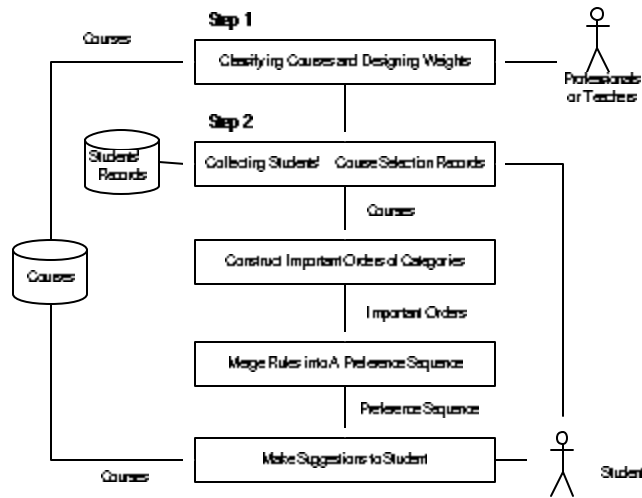 Step 1
Courses
Classifying Courses and Designing Weights
Professionals
or Teachers
Step 2
Students'
Records
Collecting Students' Course Selection Records
Courses
Construct Important Orders of Categories
Courses
Important Orders
Merge Rules into A Preference Sequence
Preference Sequence
Make Suggestions to Student
Courses
Student